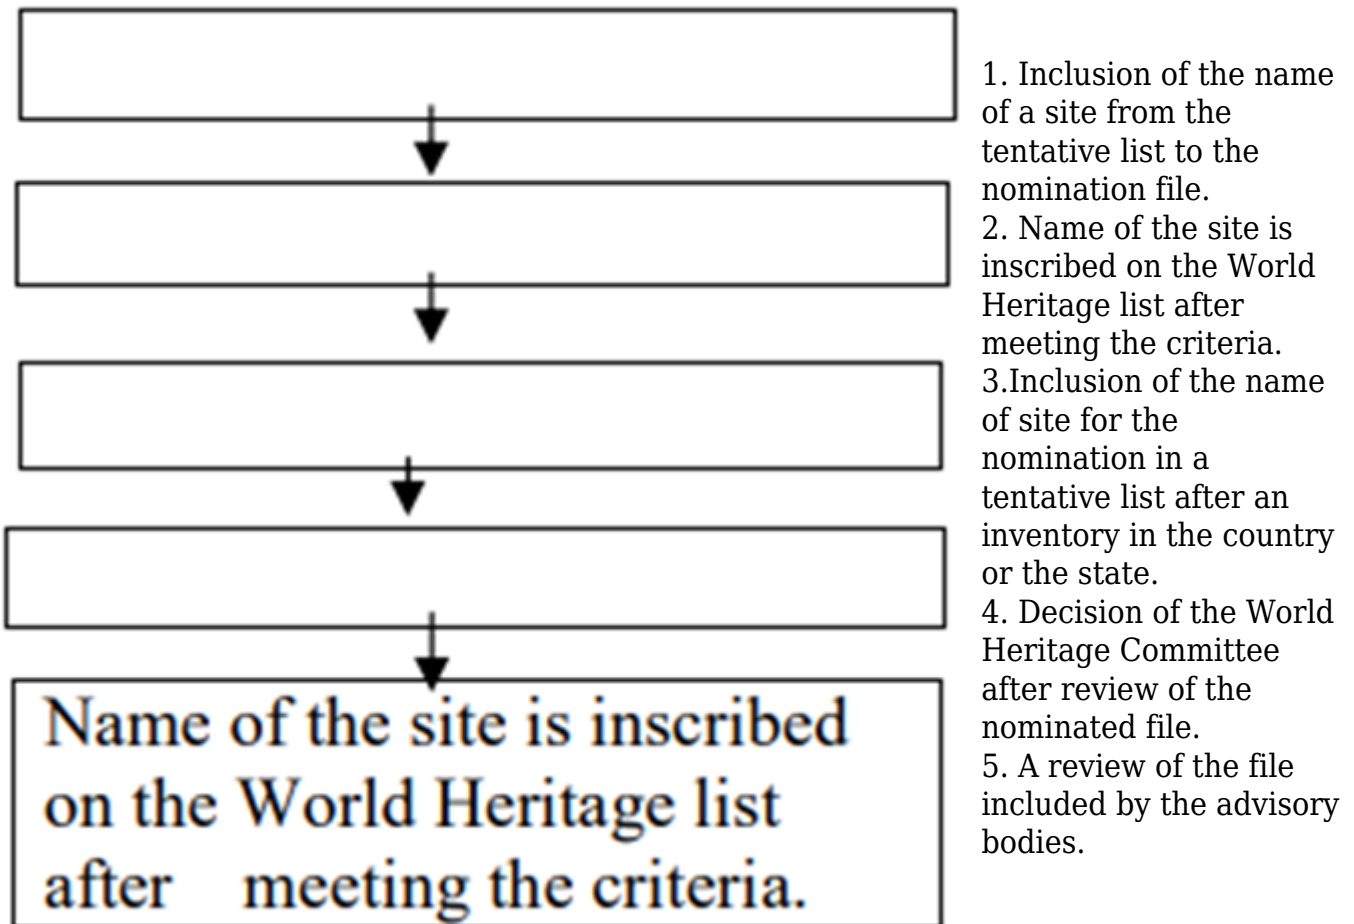 1. Inclusion of the name
of a site from the
tentative list to the
nomination file.
2. Name of the site is
inscribed on the World
Heritage list after
meeting the criteria.
3.Inclusion of the name
of site for the
nomination in a
tentative list after an
inventory in the country
or the state.
4. Decision of the World
Heritage Committee
after review of the
nominated file.
5. A review of the file
included by the advisory
bodies.
Name of the site is inscribed
on the World Heritage list
after meeting the criteria.